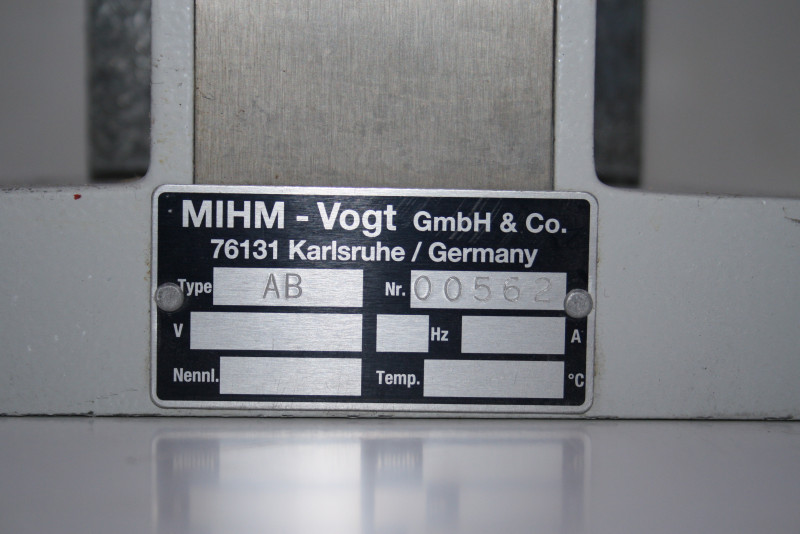 MIHM - Vogt GmbH & Co.
76131 Karlsruhe / Germany
Type AB Nr. 00562
V Hz A
Nennl. Temp. °C